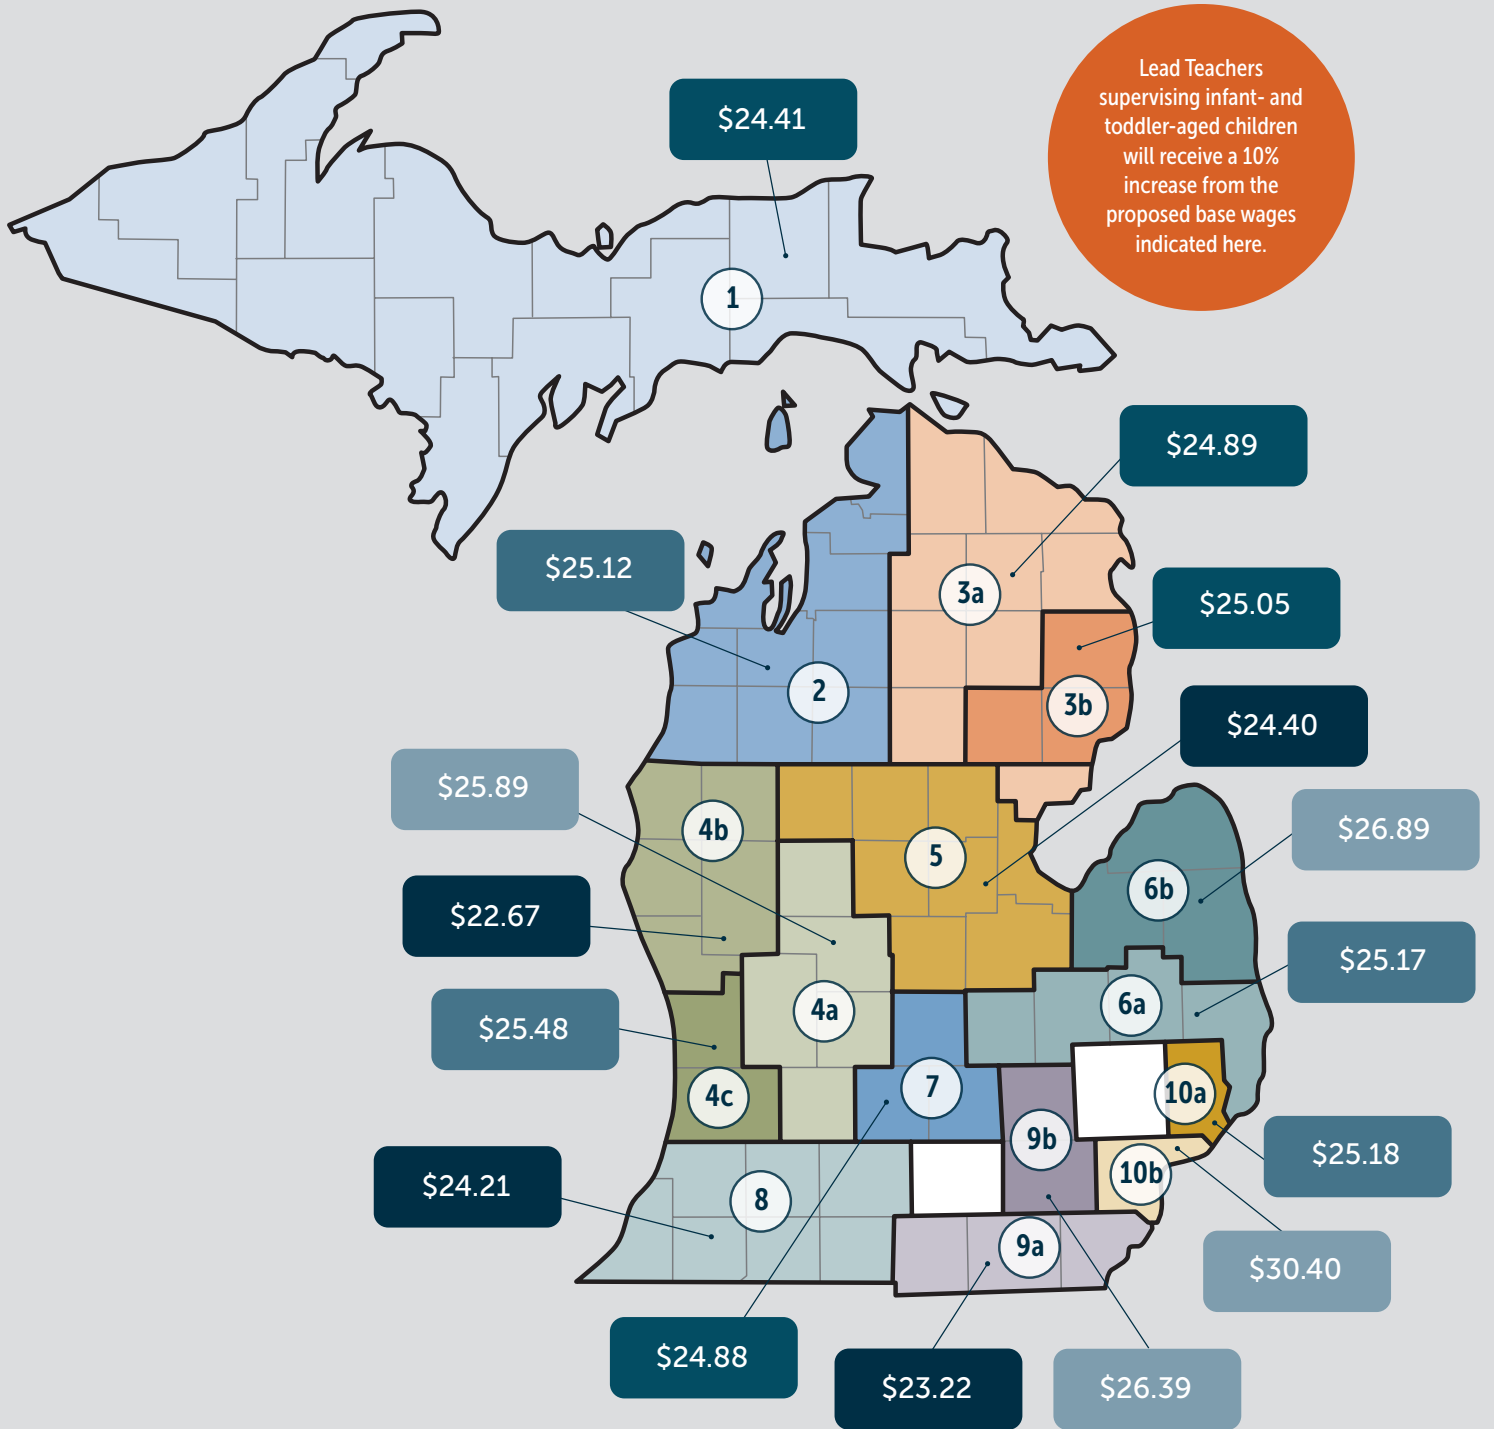 Lead Teachers
supervising infant- and
toddler-aged children
will receive a 10%
increase from the
proposed base wages
indicated here.
$24.41
1
$24.89
$25.12
3a
$25.05
2
3b
$24.40
$25.89
4b
5
$26.89
6b
$22.67
$25.17
4a
6a
$25.48
4c
7
10a
9b
$25.18
10b
$24.21
8
9a
$30.40
$24.88
$23.22
$26.39